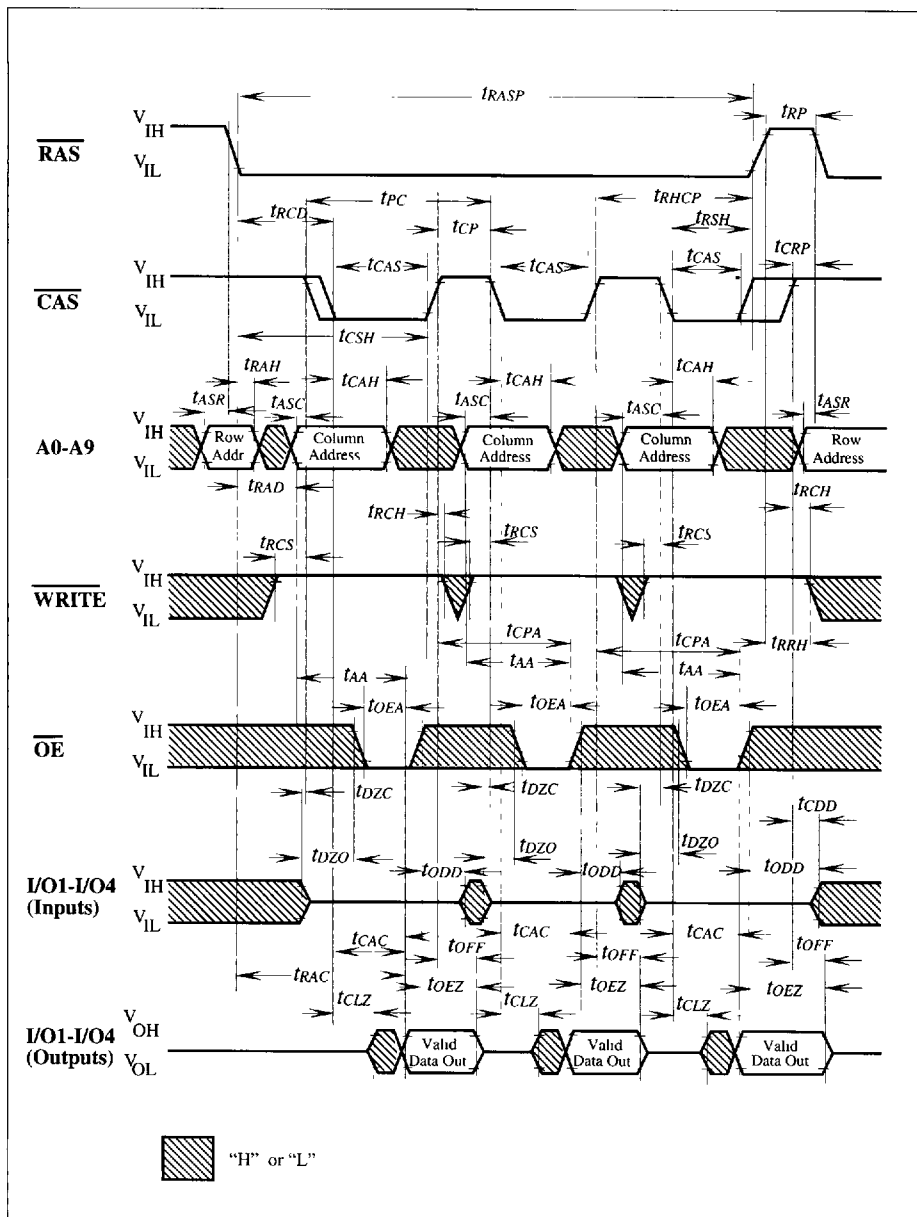 tRASP
tRP
VIH
RAS
VIL
tPC
tRHCP
tRCD
tCP
tRSH
tCAS
tCAS
tCAS
tCRP
VIH
CAS
VIL
tCSH
tRAH
tCAH
tCAH
tCAH
tASR
tASC
tASC
tASC
tASR
VIH
A0-A9
VIL
Row Addr
Column Address
Column Address
Column Address
Row Address
tRAD
tRCH
tRCH
tRCS
tRCS
tRCS
VIH
WRITE
VIL
tCPA
tCPA
tRRH
tAA
tAA
tAA
tOEA
tOEA
tOEA
VIH
OE
VIL
tDZC
tDZC
tDZC
tCDD
tDZO
tDZO
tDZO
tODD
tODD
tODD
VIH
I/O1-I/O4
(Inputs)
VIL
tCAC
tCAC
tCAC
tOFF
tOFF
tOFF
tRAC
tOEZ
tOEZ
tOEZ
tCLZ
tCLZ
tCLZ
VOH
I/O1-I/O4
(Outputs)
VOL
Valid Data Out
Valid Data Out
Valid Data Out
“H” or “L”